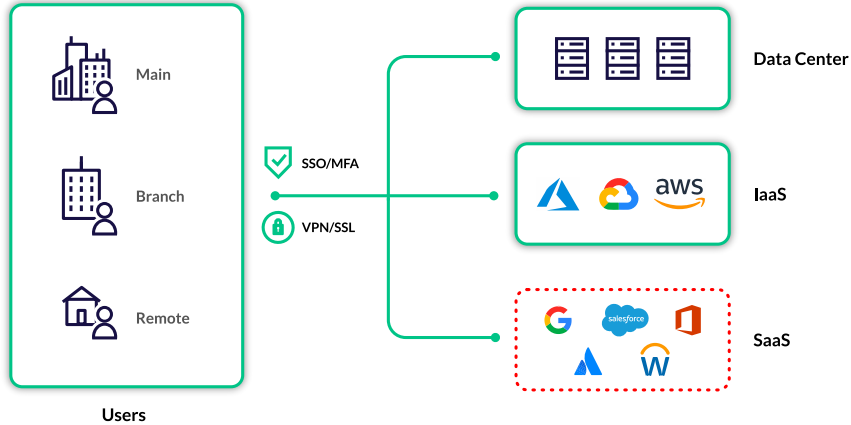 Main
Branch
Remote
Users
SSO/MFA
VPN/SSL
Data Center
aws
IaaS
G
salesforce
W
SaaS